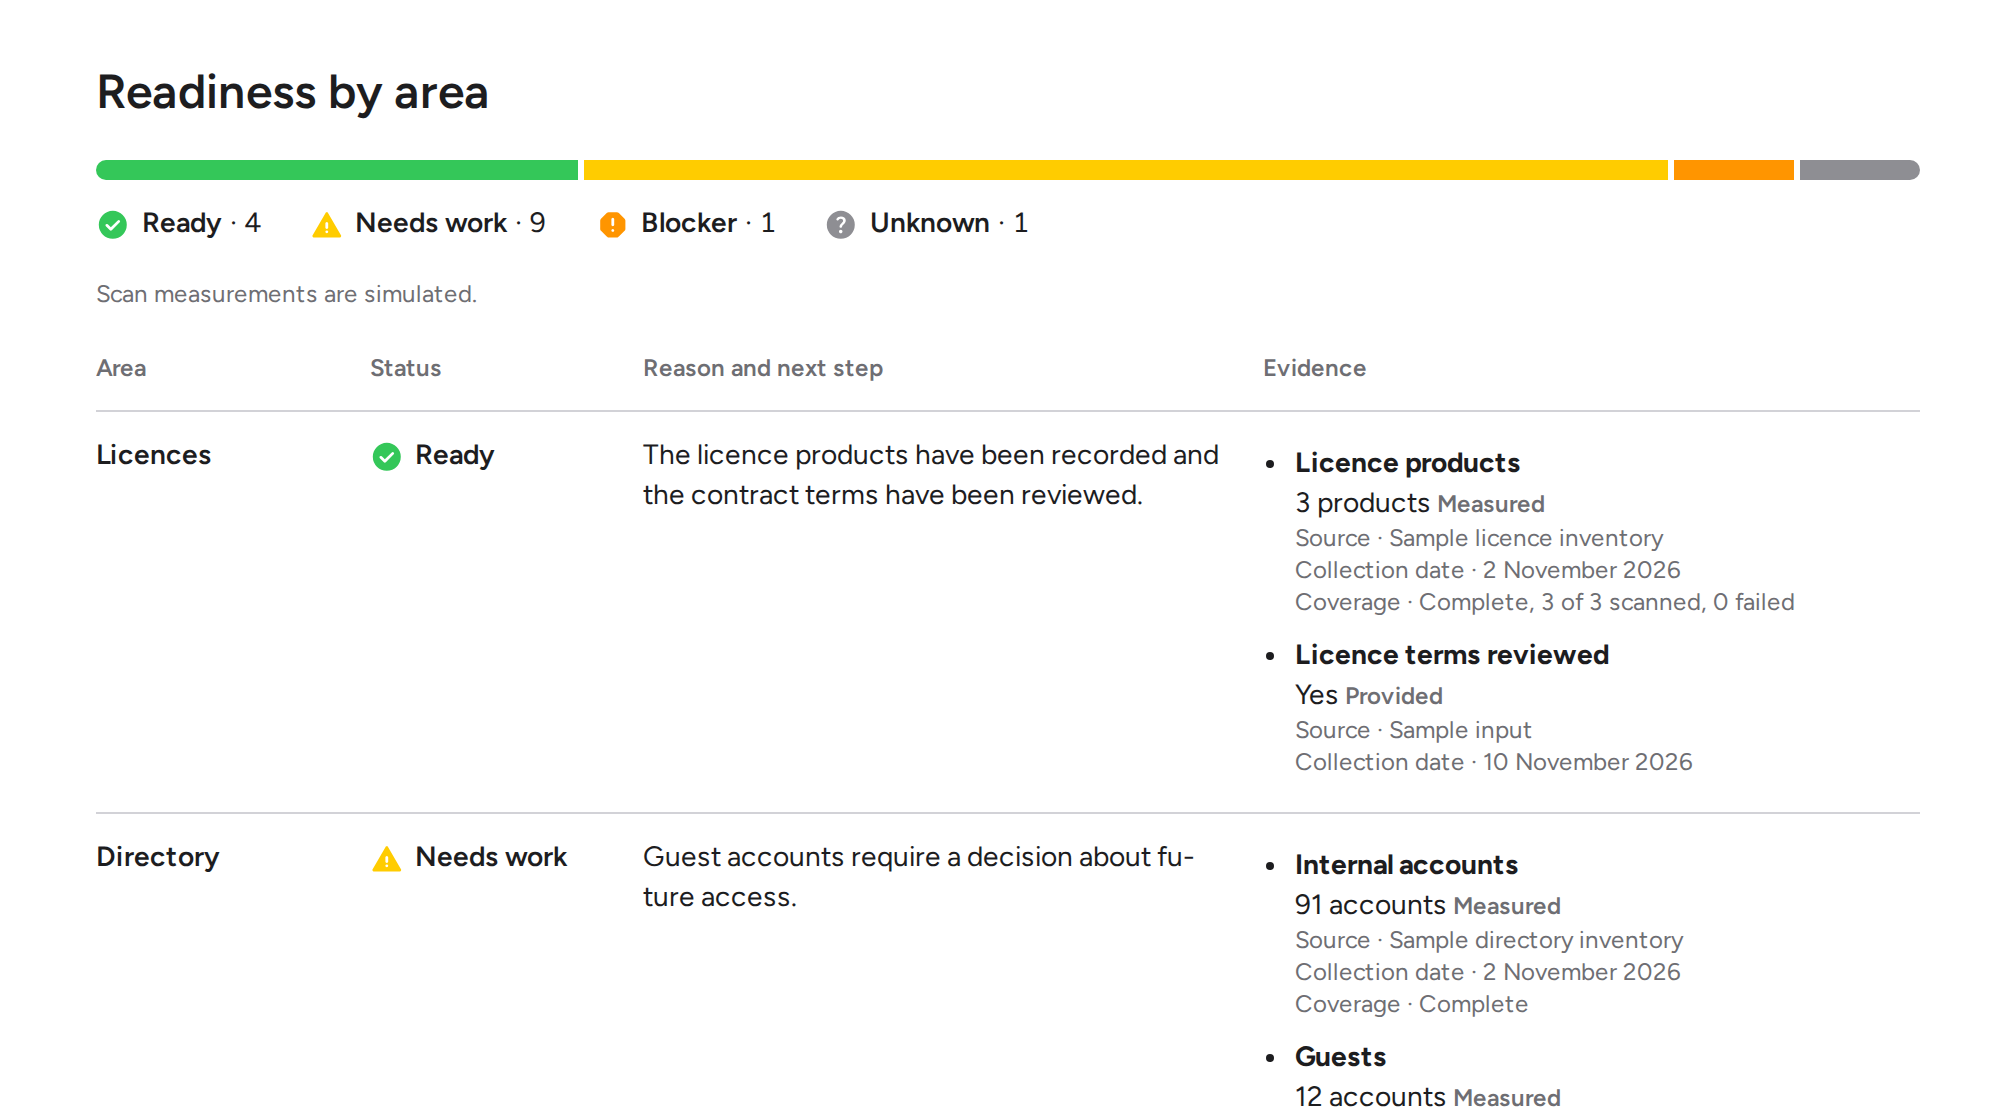 Readiness by area
Ready · 4
Needs work · 9
Blocker · 1
Unknown · 1
Scan measurements are simulated.
Area
Status
Reason and next step
Evidence
Licences
Ready
The licence products have been recorded and
the contract terms have been reviewed.
• Licence products
3 products Measured
Source · Sample licence inventory
Collection date · 2 November 2026
Coverage · Complete, 3 of 3 scanned, 0 failed
• Licence terms reviewed
Yes Provided
Source · Sample input
Collection date · 10 November 2026
Directory
Needs work
Guest accounts require a decision about fu-
ture access.
• Internal accounts
91 accounts Measured
Source · Sample directory inventory
Collection date · 2 November 2026
Coverage · Complete
• Guests
12 accounts Measured